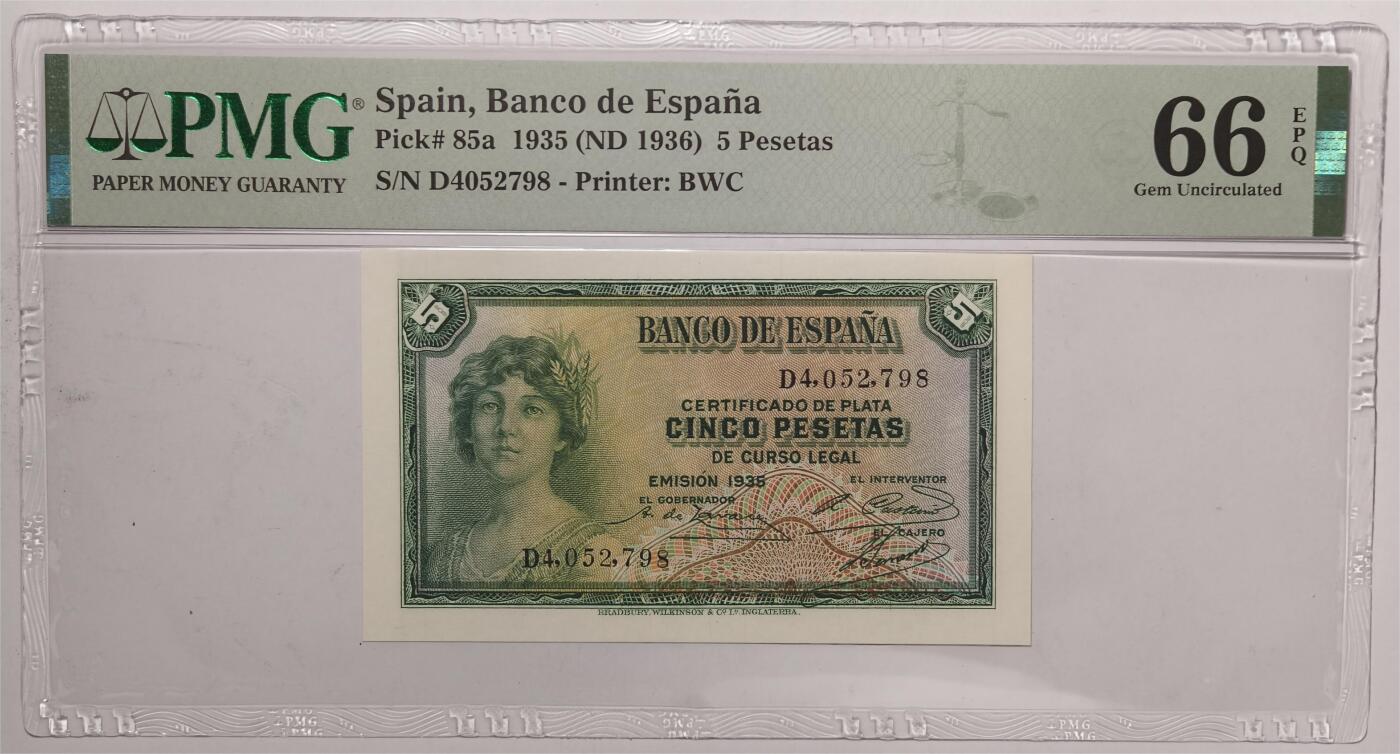 PMG®
PAPER MONEY GUARANTY
Spain, Banco de España
Pick# 85a 1935 (ND 1936) 5 Pesetas
S/N D4052798 - Printer: BWC
66 EPQ
Gem Uncirculated
5 5
BANCO DE ESPAÑA
D4,052,798
CERTIFICADO DE PLATA
CINCO PESETAS
DE CURSO LEGAL
EMISIÓN 1935
EL INTERVENTOR
EL GOBERNADOR
EL CAJERO
D4,052,798
BRADBURY, WILKINSON & Cº Lᴰ. INGLATERRA.